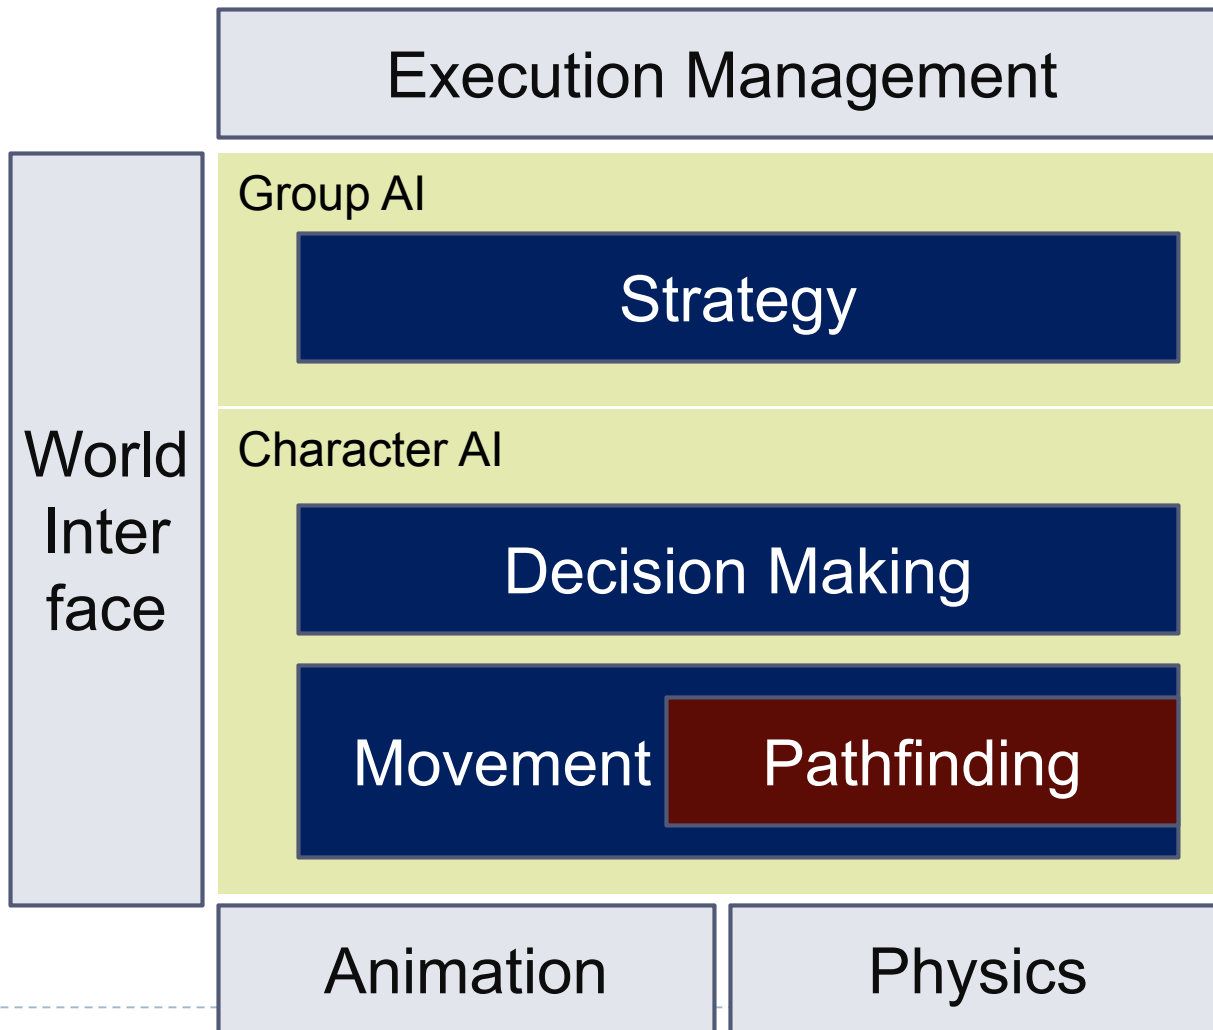 Execution Management
Group AI
Strategy
World
Inter
face
Character AI
Decision Making
Movement
Pathfinding
Animation
Physics